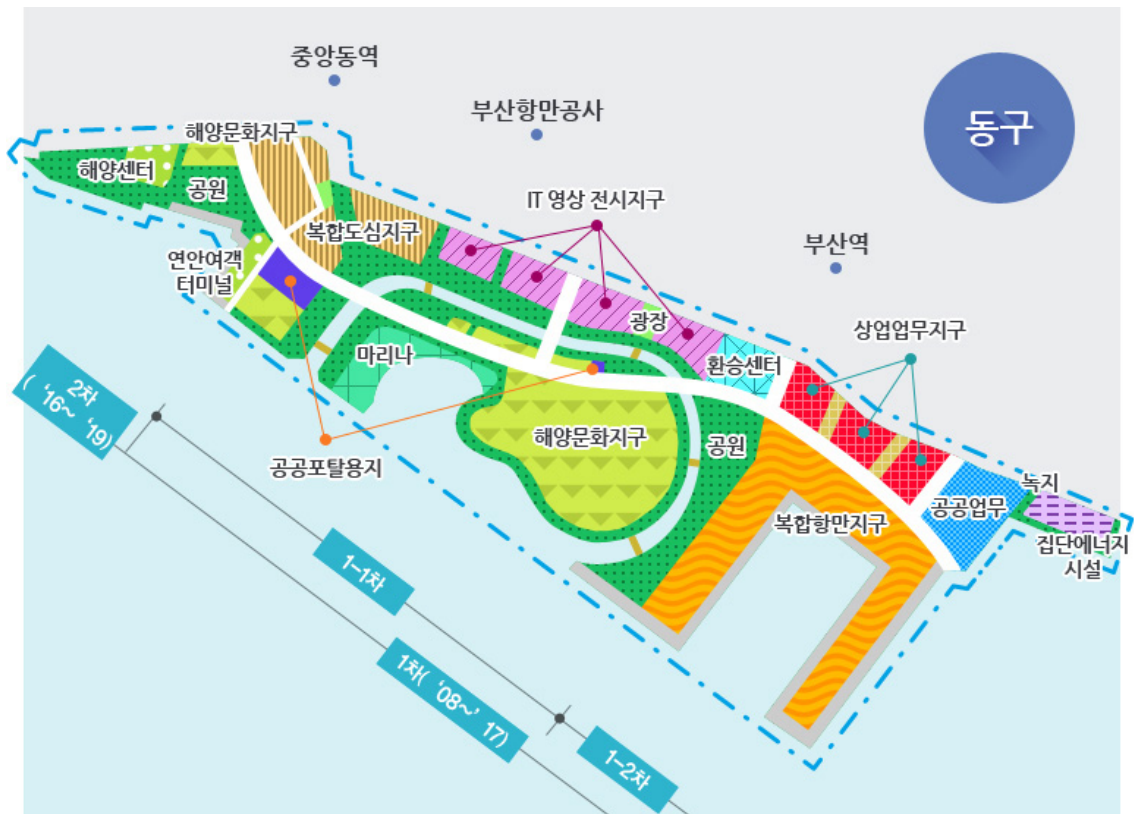 중앙동역
부산항만공사
동구
해양문화지구
해양센터
공원
IT 영상 전시지구
복합도심지구
부산역
연안여객
터미널
광장
상업업무지구
마리나
환승센터
2차
( ‘16~ ‘19)
해양문화지구
공원
공공포탈용지
녹지
공공업무
복합항만지구
집단에너지
시설
1-1차
1차( ‘08~’ 17)
1-2차